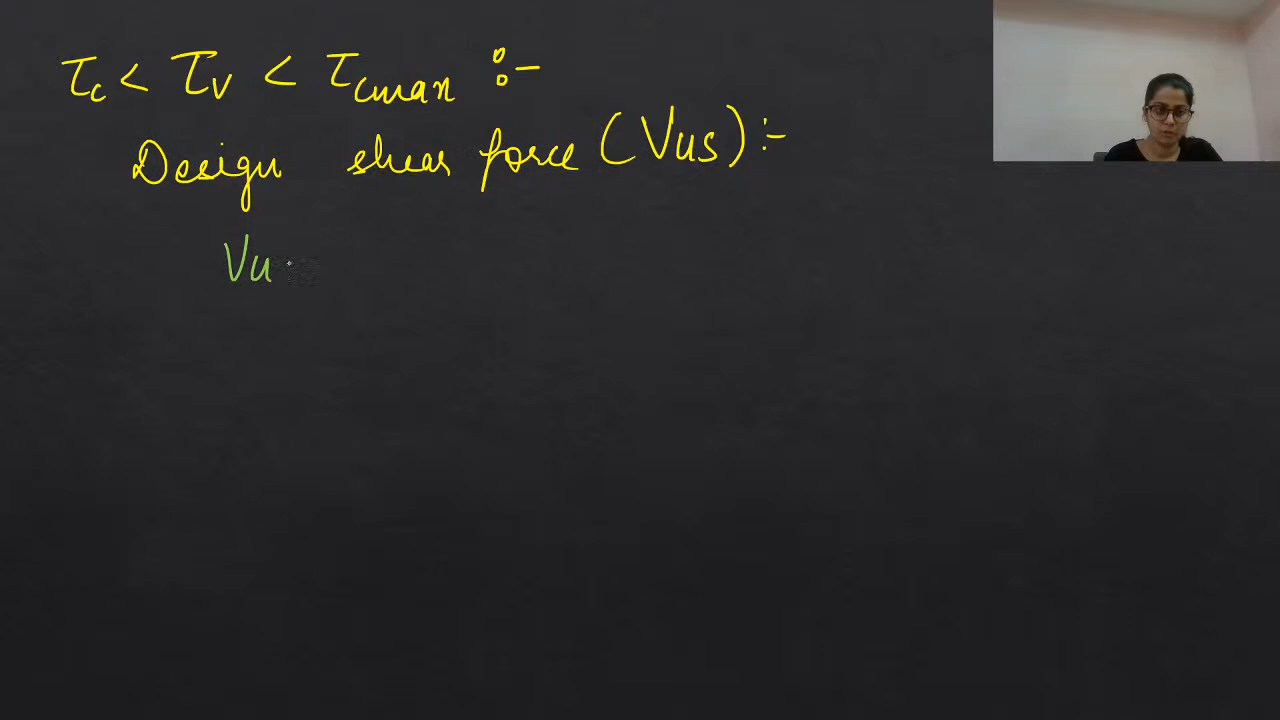 τc < τv < τcmax :-
Design shear force (Vus) :-
Vu